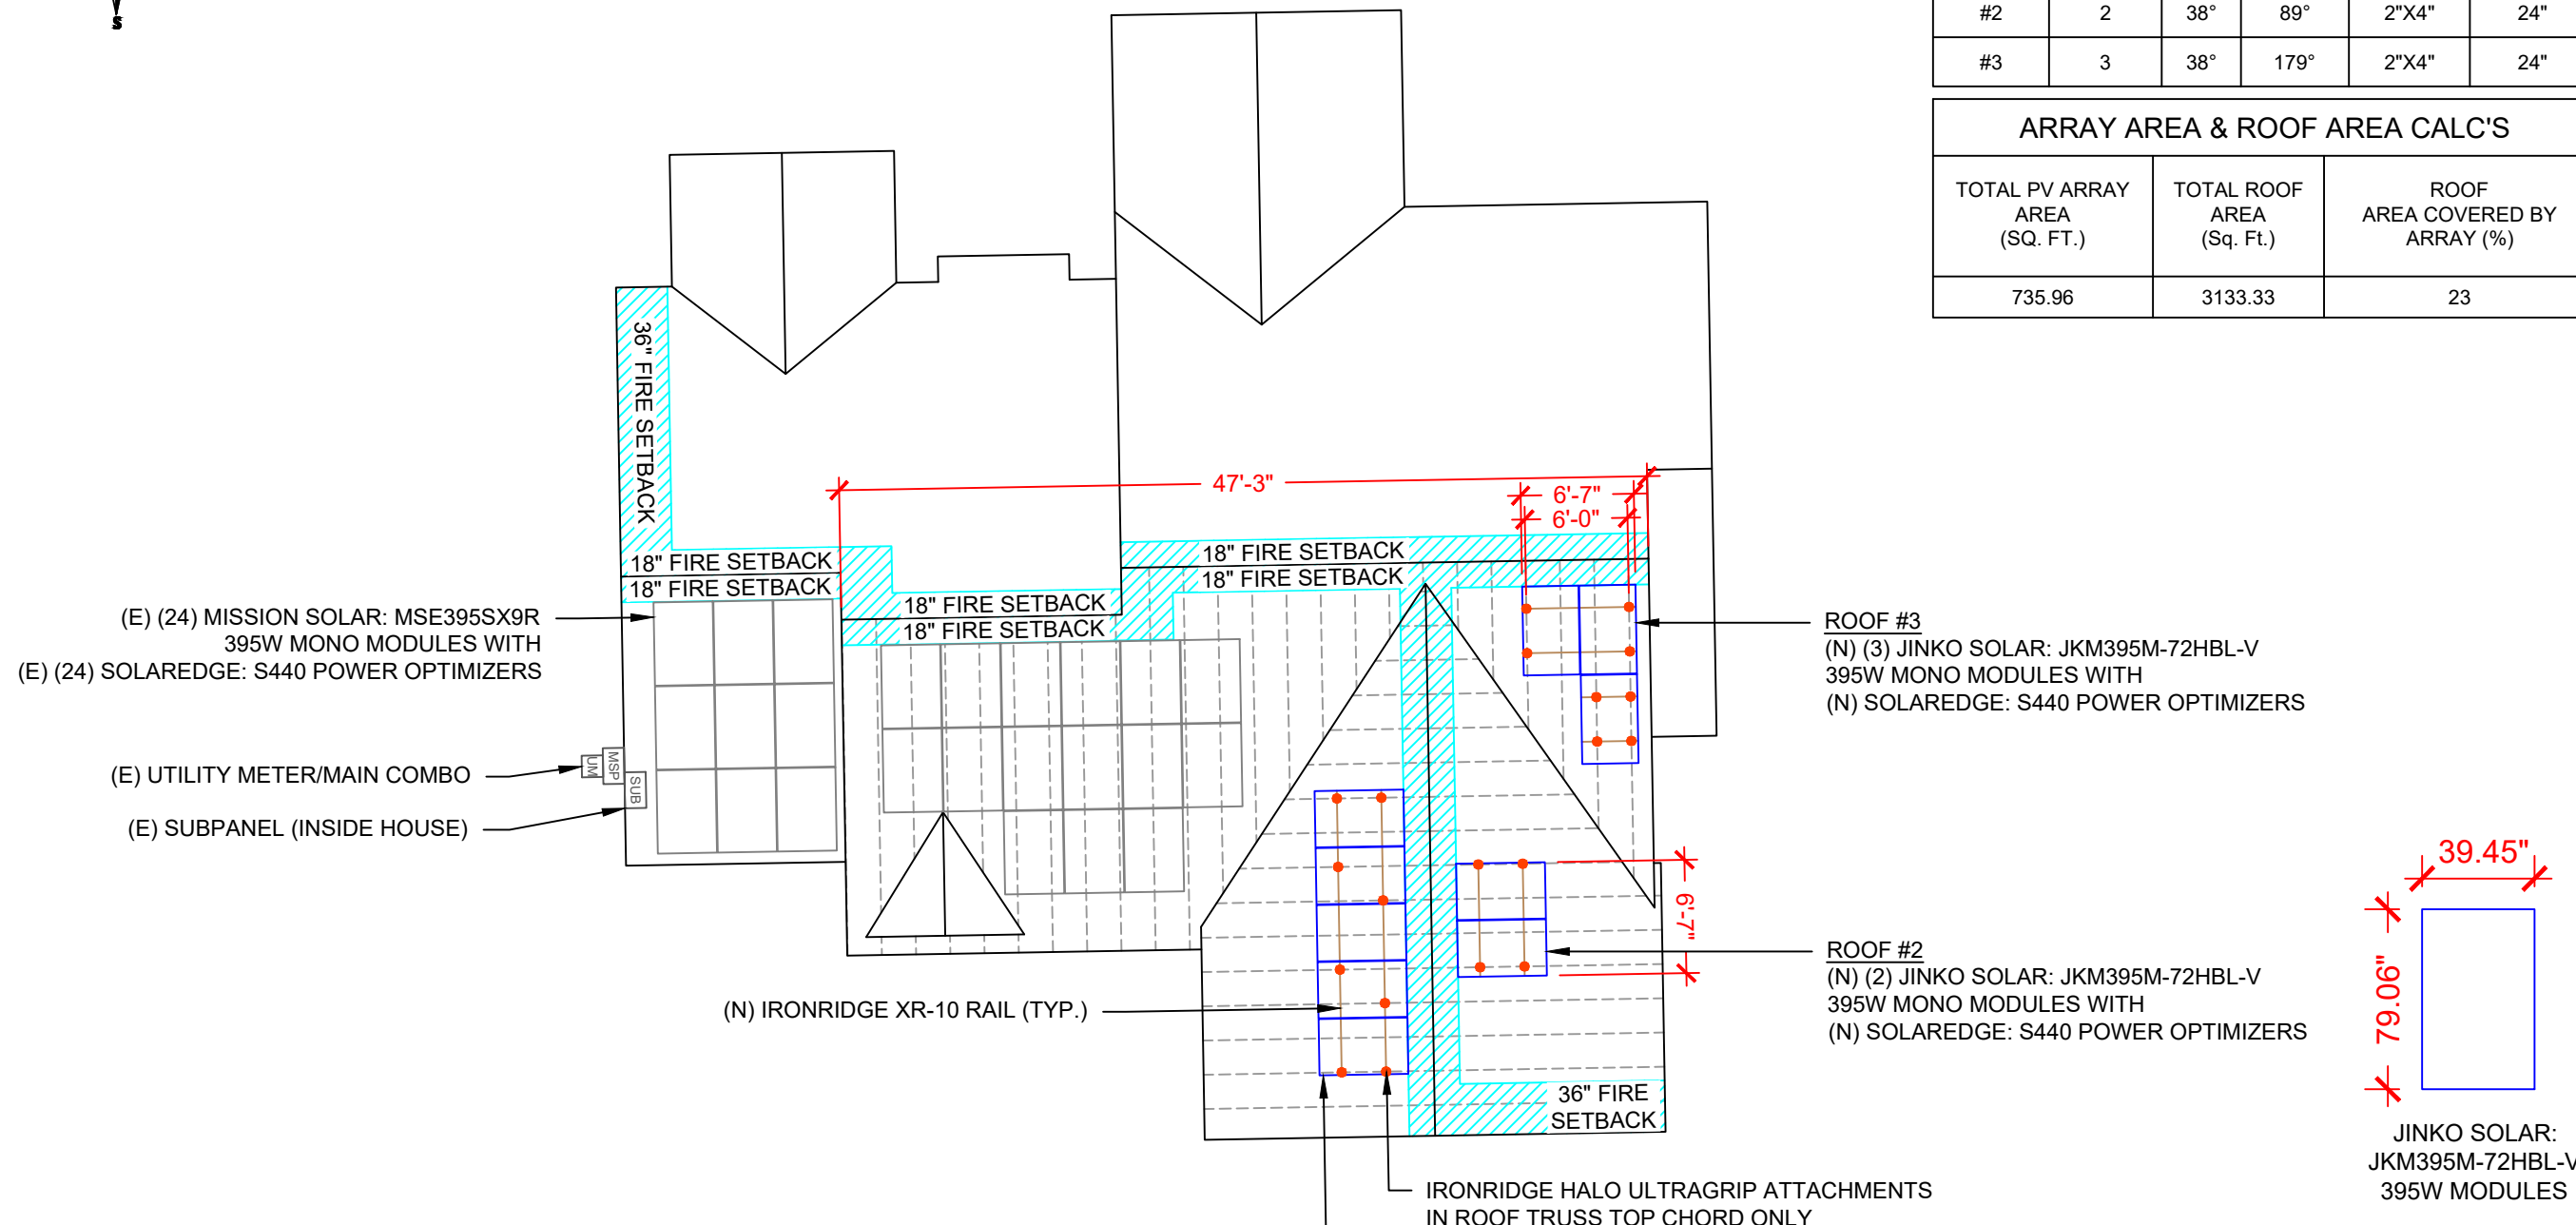 S
#2 2 38° 89° 2"X4" 24"
#3 3 38° 179° 2"X4" 24"
ARRAY AREA & ROOF AREA CALC'S
TOTAL PV ARRAY
AREA
(SQ. FT.)
TOTAL ROOF
AREA
(Sq. Ft.)
ROOF
AREA COVERED BY
ARRAY (%)
735.96 3133.33 23
36" FIRE SETBACK
47'-3"
6'-7"
6'-0"
18" FIRE SETBACK
18" FIRE SETBACK
18" FIRE SETBACK
18" FIRE SETBACK
18" FIRE SETBACK
18" FIRE SETBACK
(E) (24) MISSION SOLAR: MSE395SX9R
395W MONO MODULES WITH
(E) (24) SOLAREDGE: S440 POWER OPTIMIZERS
ROOF #3
(N) (3) JINKO SOLAR: JKM395M-72HBL-V
395W MONO MODULES WITH
(N) SOLAREDGE: S440 POWER OPTIMIZERS
(E) UTILITY METER/MAIN COMBO
UM
MSP
SUB
(E) SUBPANEL (INSIDE HOUSE)
6'-7"
39.45"
79.06"
ROOF #2
(N) (2) JINKO SOLAR: JKM395M-72HBL-V
395W MONO MODULES WITH
(N) SOLAREDGE: S440 POWER OPTIMIZERS
(N) IRONRIDGE XR-10 RAIL (TYP.)
36" FIRE
SETBACK
JINKO SOLAR:
JKM395M-72HBL-V
395W MODULES
IRONRIDGE HALO ULTRAGRIP ATTACHMENTS
IN ROOF TRUSS TOP CHORD ONLY